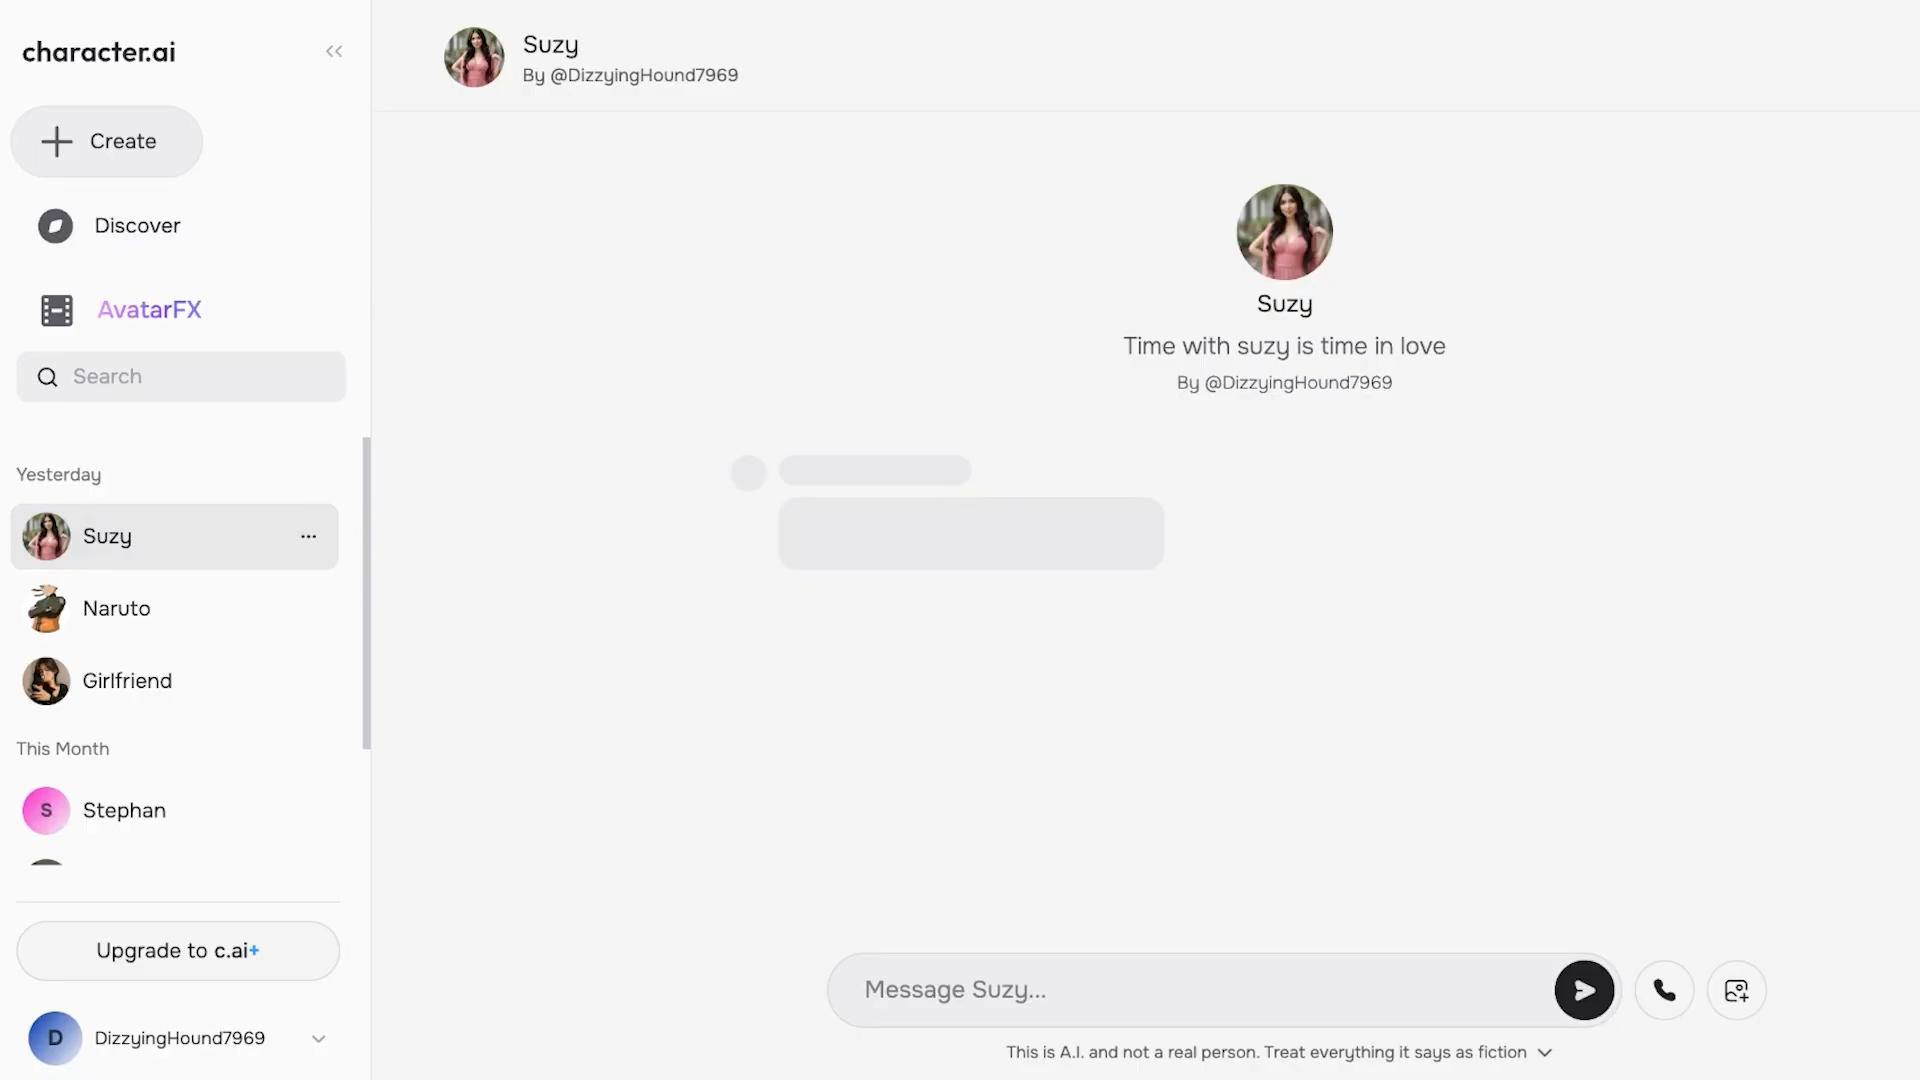 character.ai
Create
Discover
AvatarFX
Search
Yesterday
Suzy
Naruto
Girlfriend
This Month
S
Stephan
Upgrade to c.ai+
D
DizzyingHound7969
Suzy
By @DizzyingHound7969
Suzy
Time with suzy is time in love
By @DizzyingHound7969
Message Suzy...
This is A.I. and not a real person. Treat everything it says as fiction